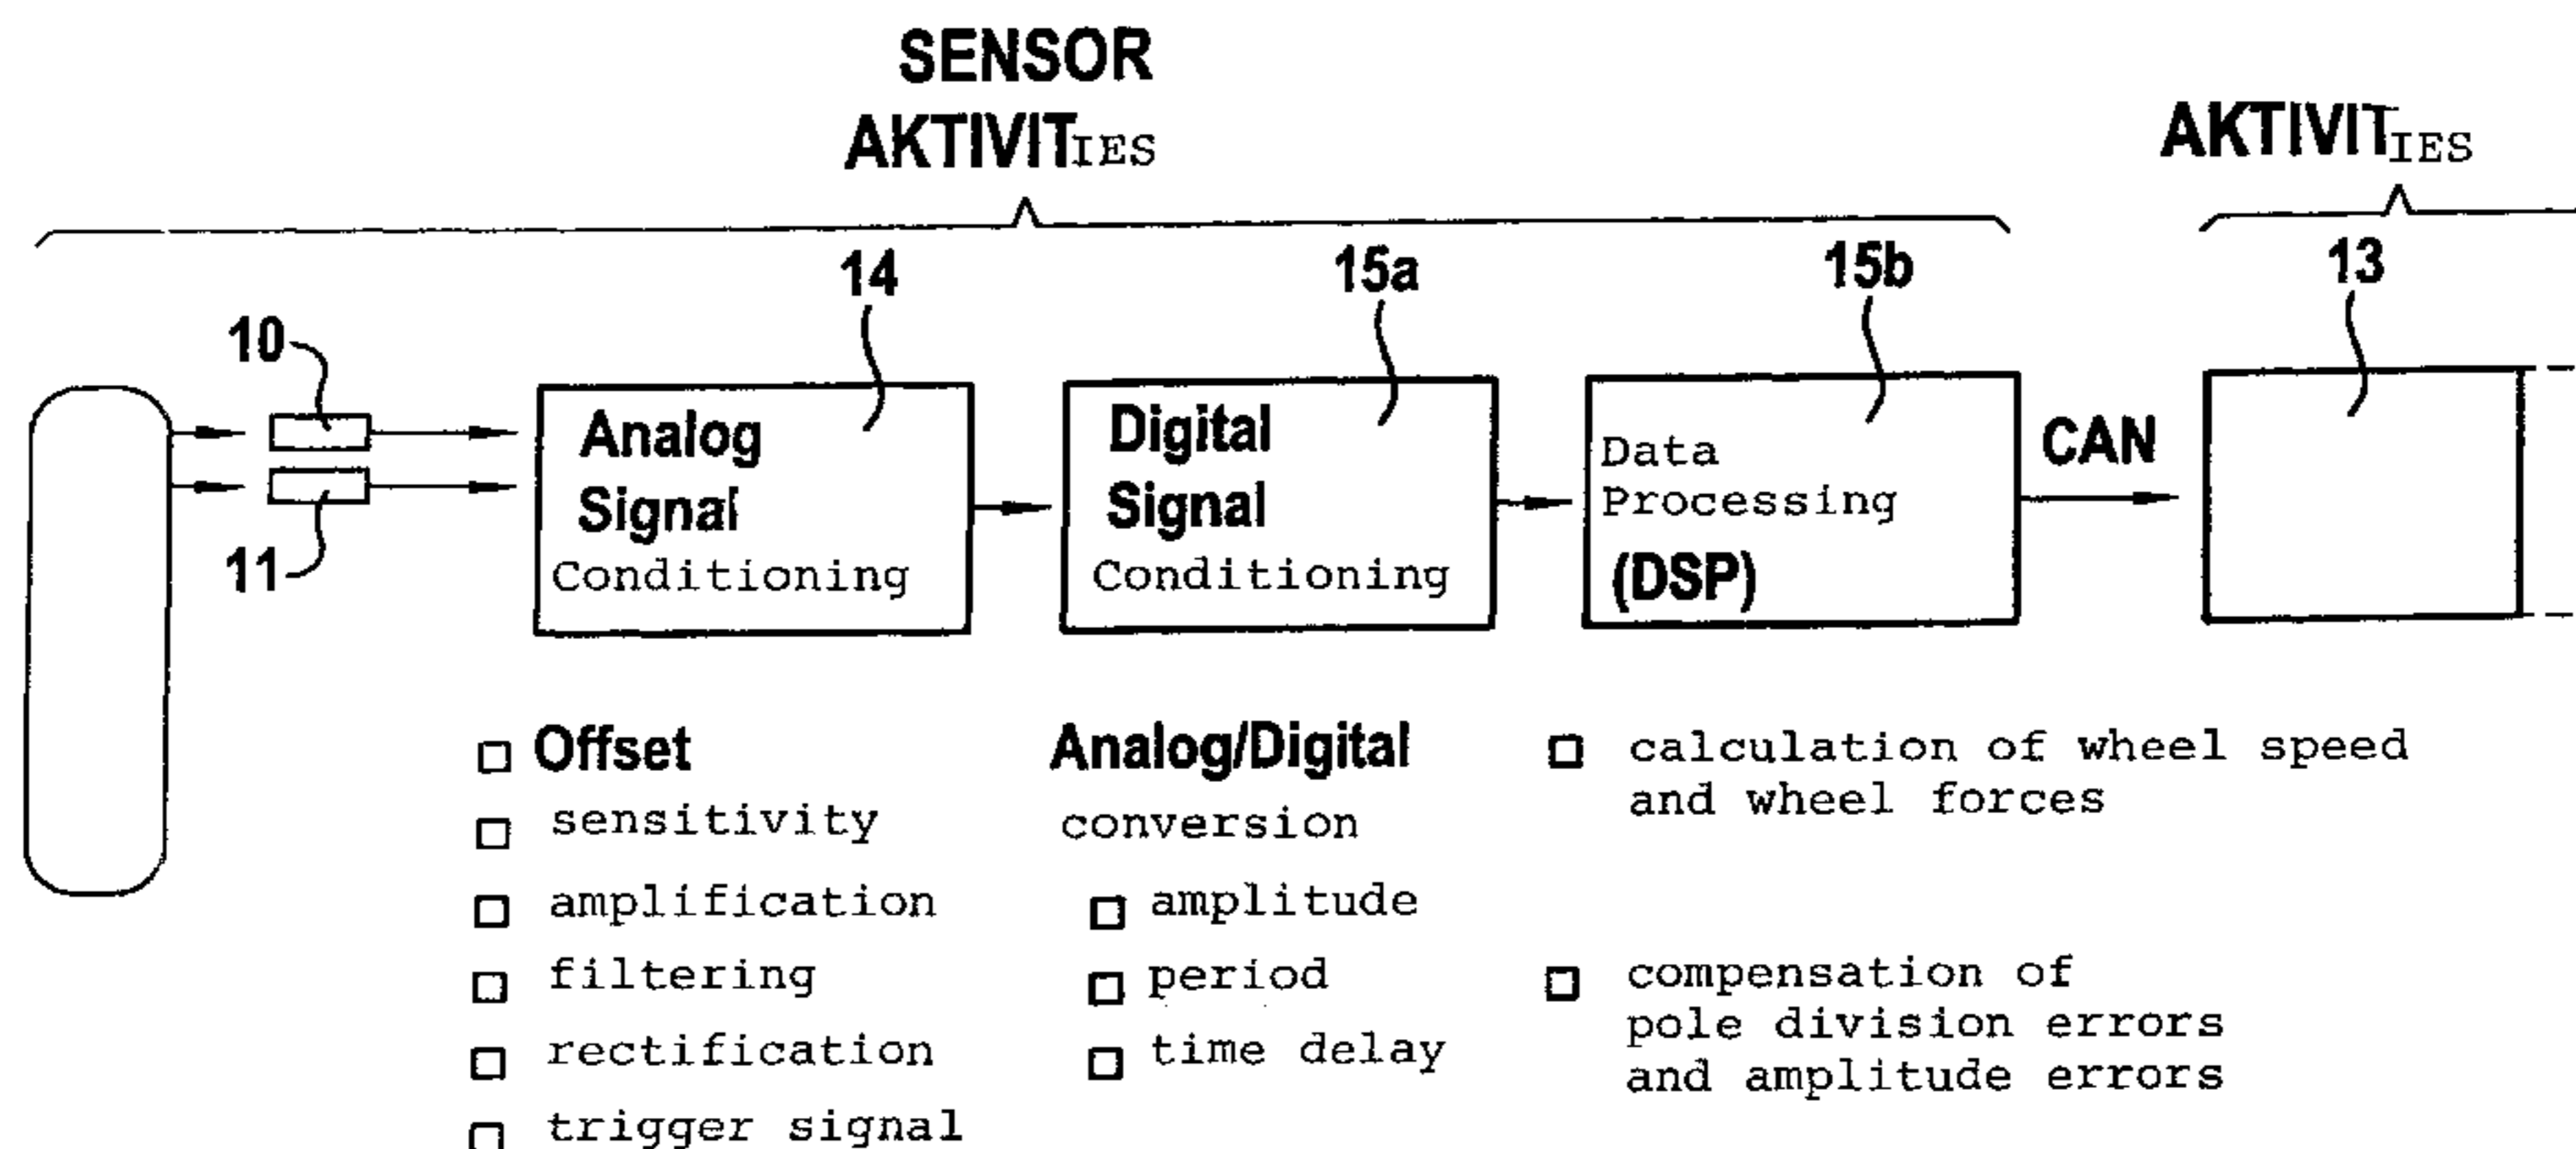 SENSOR
AKTIVITIES
AKTIVITIES
14
15a
15b
13
10
11
Analog
Signal
Conditioning
Digital
Signal
Conditioning
Data
Processing
(DSP)
CAN
Offset
sensitivity
amplification
filtering
rectification
trigger signal
Analog/Digital
conversion
amplitude
period
time delay
calculation of wheel speed
and wheel forces
compensation of
pole division errors
and amplitude errors